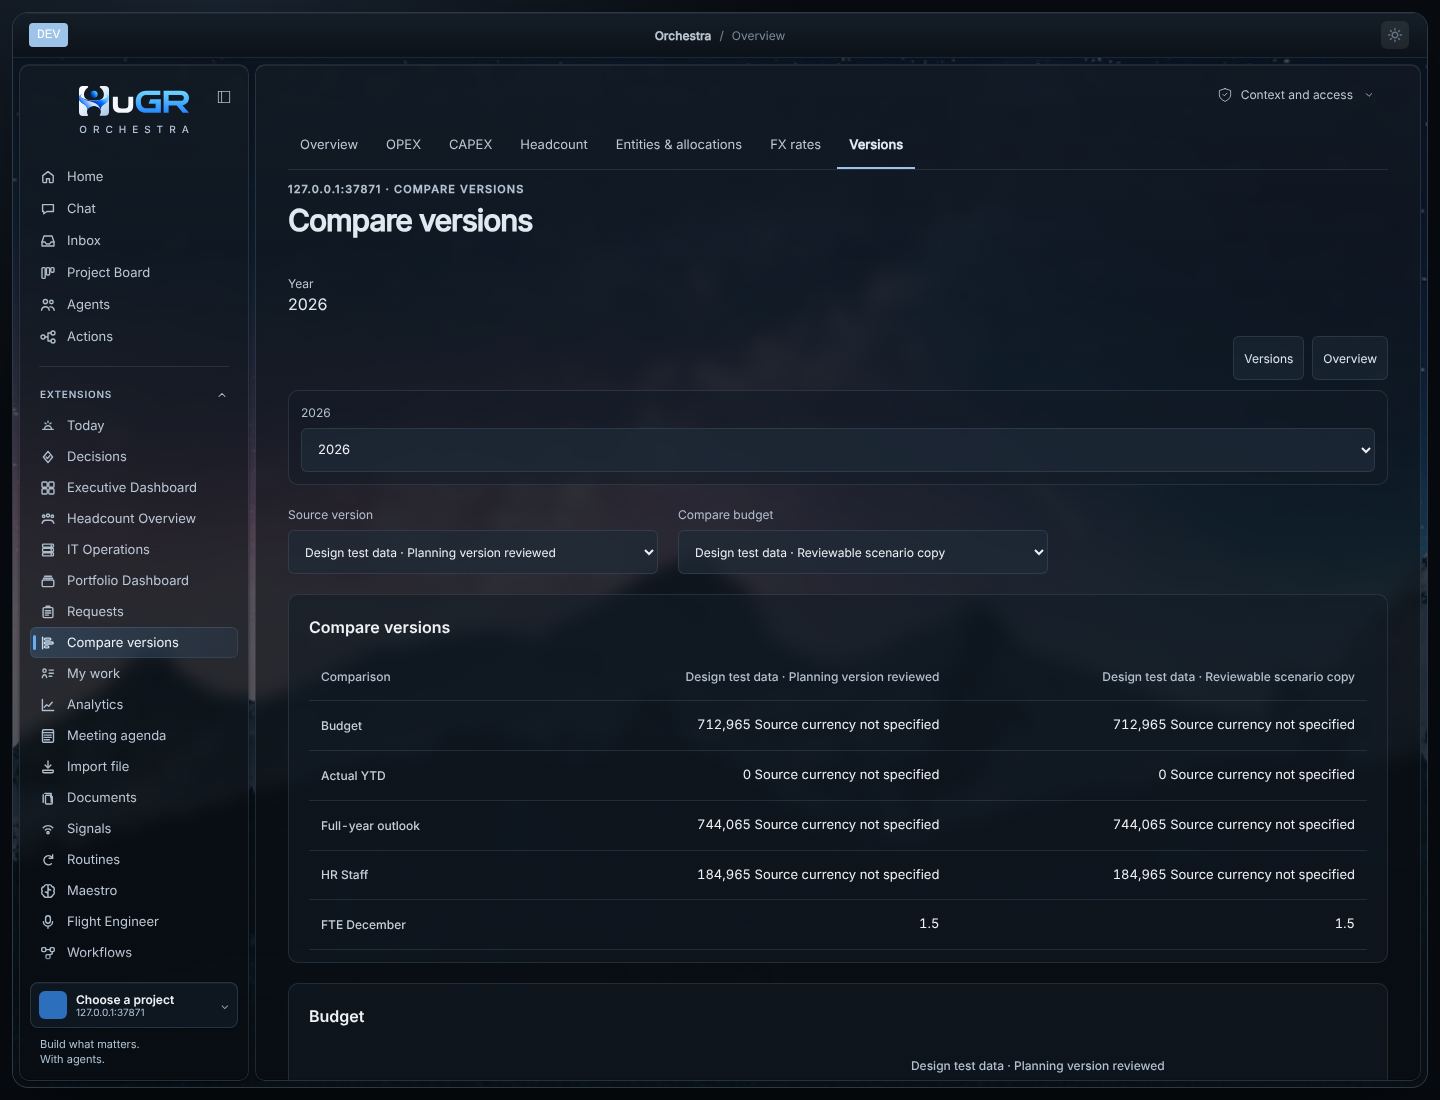 DEV
Orchestra / Overview
HuGR
ORCHESTRA
Home
Chat
Inbox
Project Board
Agents
Actions
EXTENSIONS
Today
Decisions
Executive Dashboard
Headcount Overview
IT Operations
Portfolio Dashboard
Requests
Compare versions
My work
Analytics
Meeting agenda
Import file
Documents
Signals
Routines
Maestro
Flight Engineer
Workflows
Choose a project
127.0.0.1:37871
Build what matters.
With agents.
Context and access
Overview OPEX CAPEX Headcount Entities & allocations FX rates Versions
127.0.0.1:37871 · COMPARE VERSIONS
Compare versions
Year
2026
Versions Overview
2026
2026
Source version Compare budget
Design test data · Planning version reviewed Design test data · Reviewable scenario copy
Compare versions
Comparison Design test data · Planning version reviewed Design test data · Reviewable scenario copy
Budget 712,965 Source currency not specified 712,965 Source currency not specified
Actual YTD 0 Source currency not specified 0 Source currency not specified
Full-year outlook 744,065 Source currency not specified 744,065 Source currency not specified
HR Staff 184,965 Source currency not specified 184,965 Source currency not specified
FTE December 1.5 1.5
Budget
Design test data · Planning version reviewed